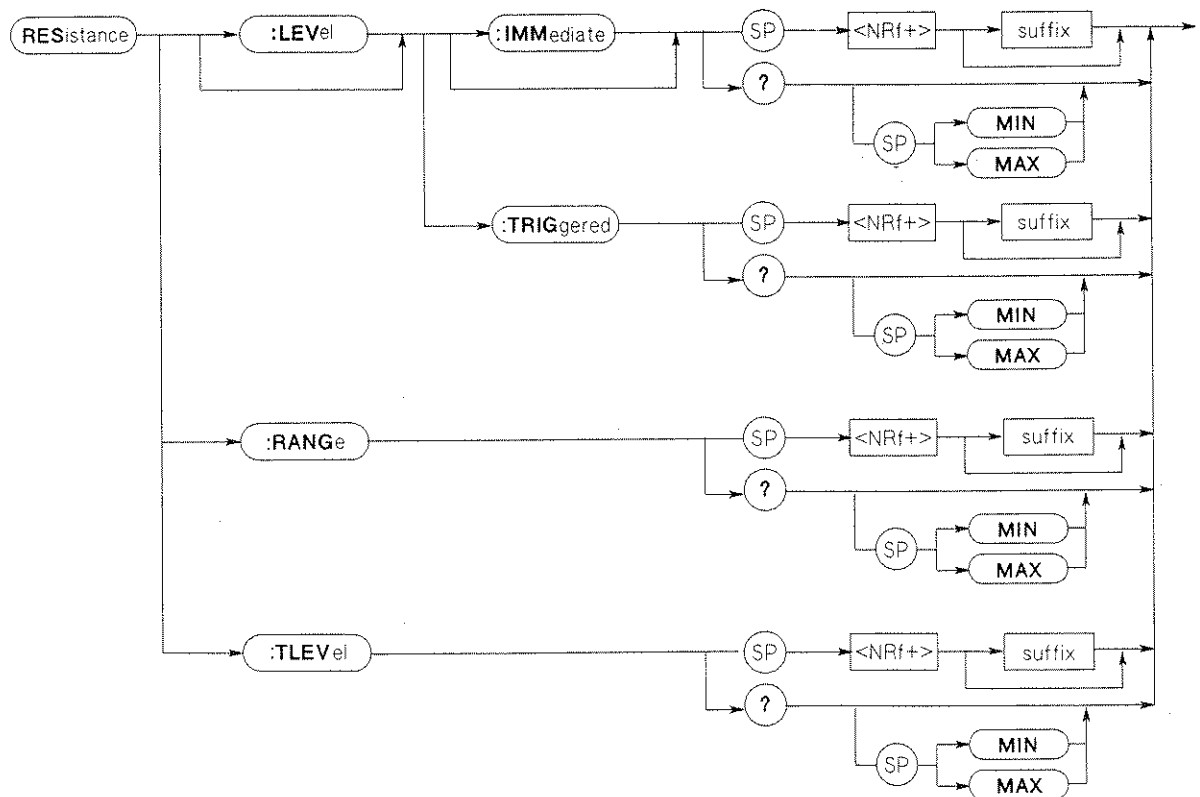 RESistance :LEVel :IMMediate SP <NRf+> suffix
?
SP MIN
MAX
:TRIGgered SP <NRf+> suffix
?
SP MIN
MAX
:RANGe SP <NRf+> suffix
?
SP MIN
MAX
:TLEVel SP <NRf+> suffix
?
SP MIN
MAX